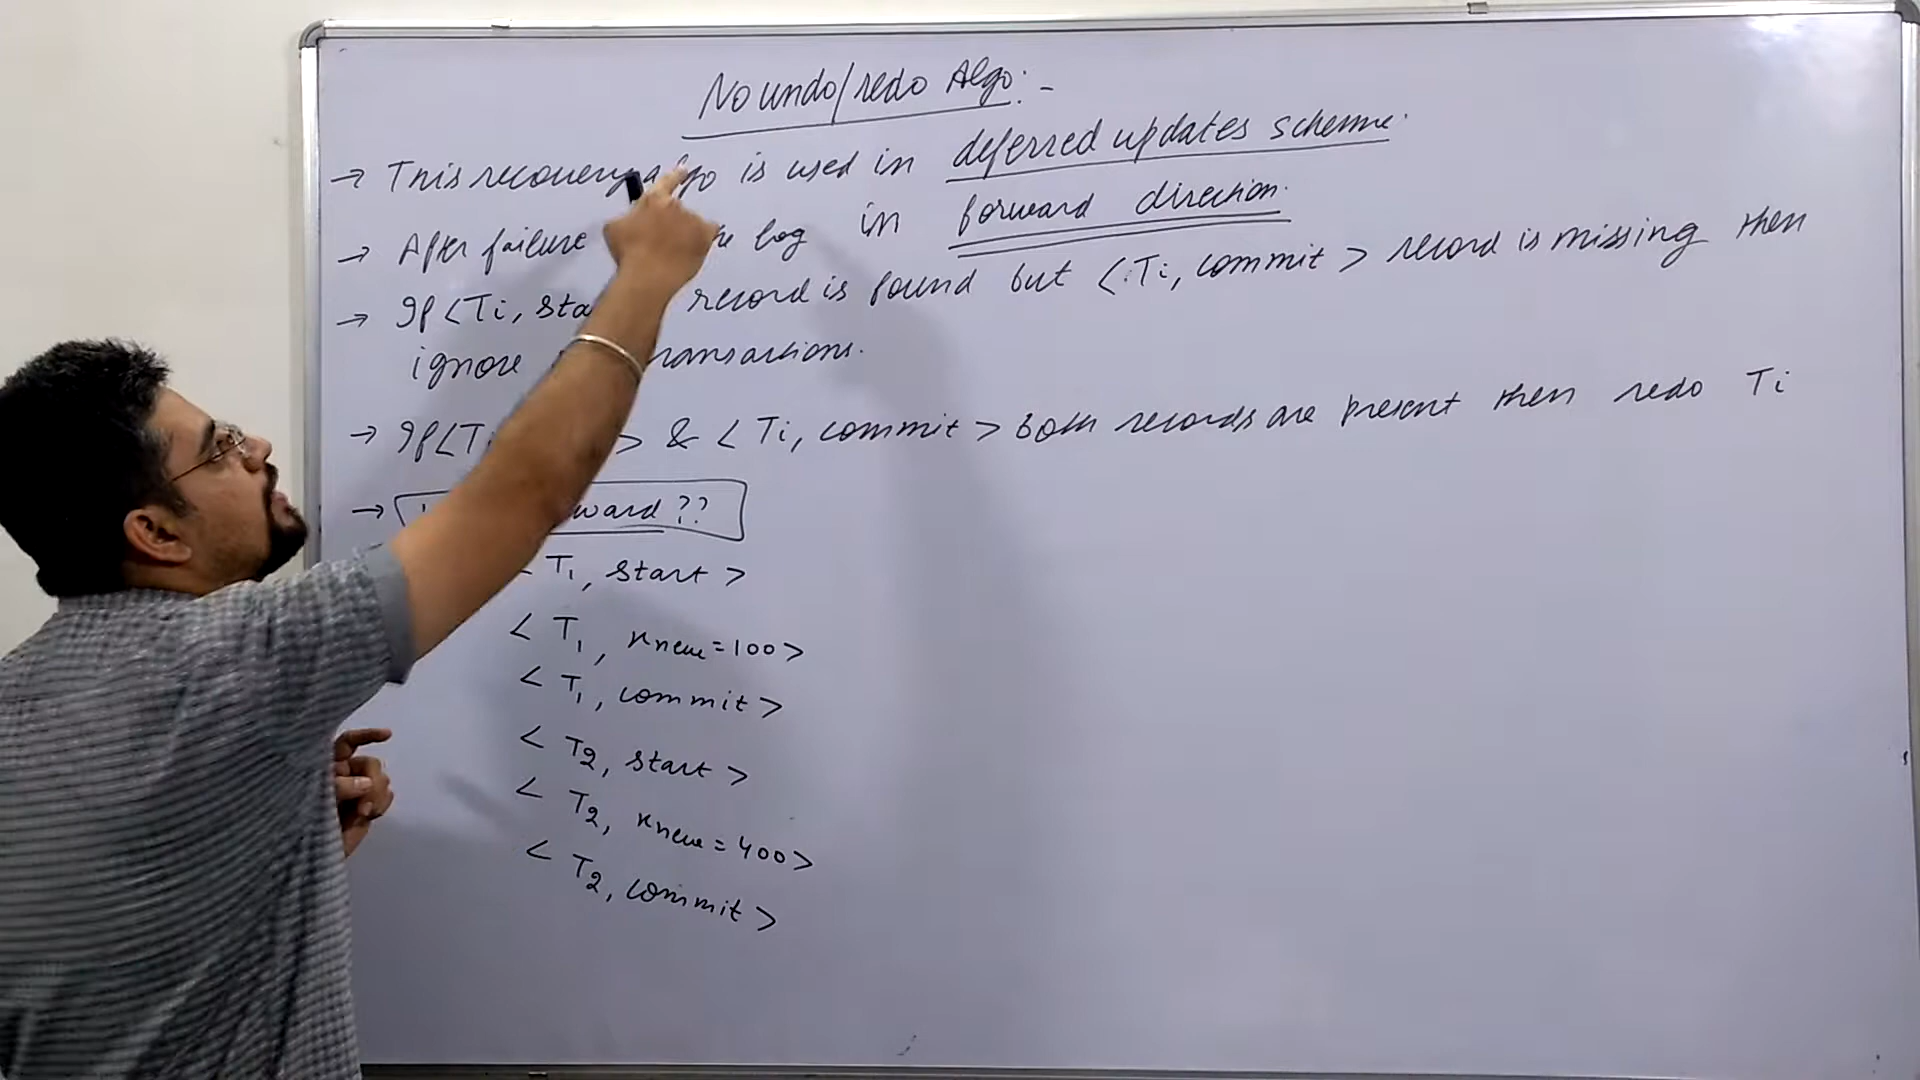 No undo/redo Algo:-
→ This recovery Algo is used in deferred updates scheme.
→ After failure log in forward direction.
→ If <Ti, sta record is found but <Ti, commit> record is missing then
ignore transactions.
→ If <Ti > & <Ti, commit> both records are present then redo Ti
→ ward??
T1, start >
< T1, xnew=100>
< T1, commit >
< T2, start >
< T2, xnew=400>
< T2, commit >